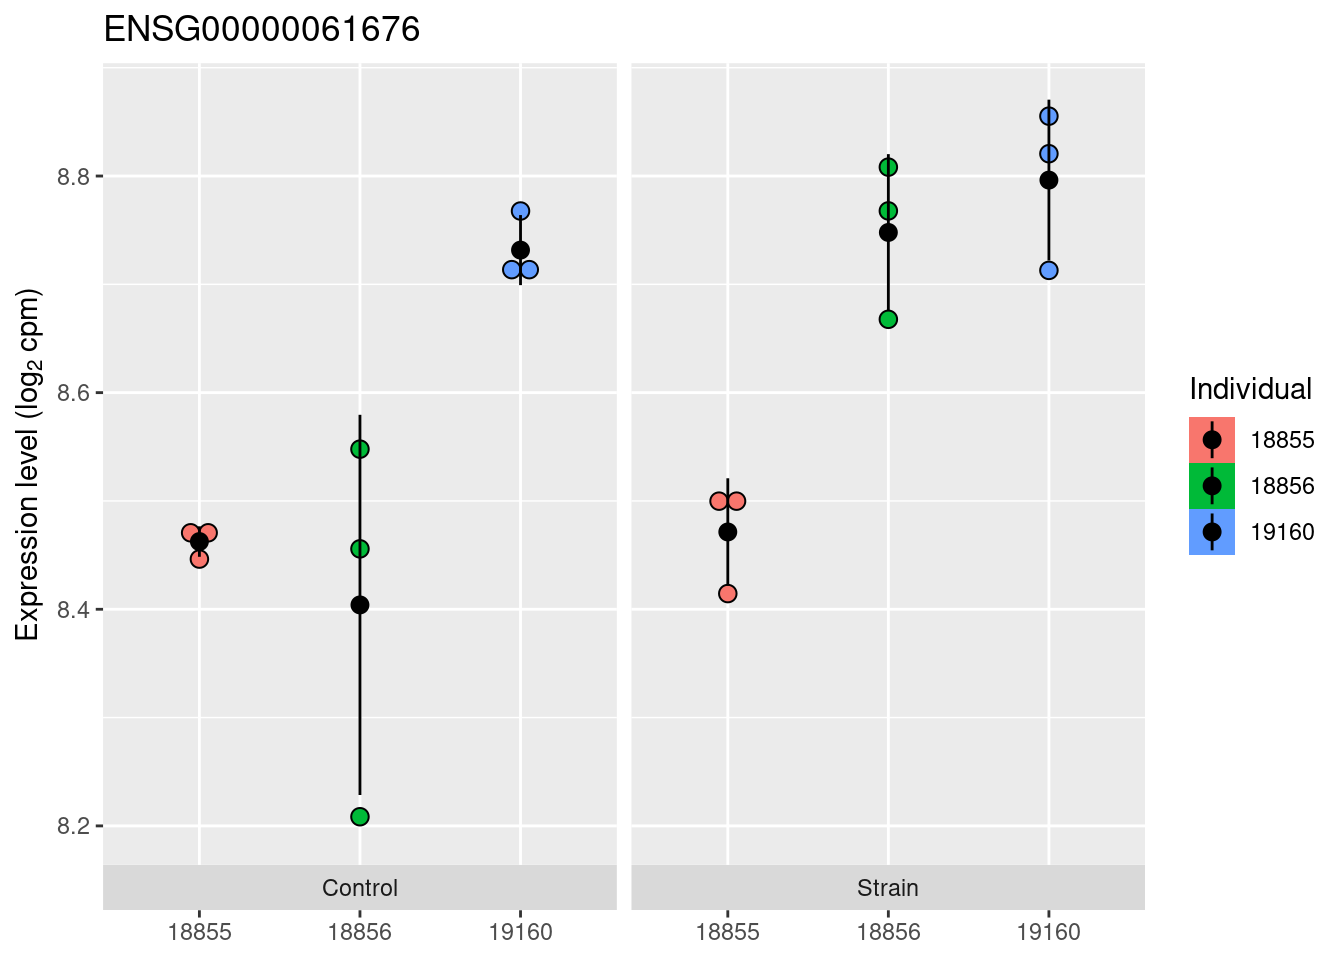 ENSG00000061676
Expression level (log₂ cpm)
8.8
8.6
8.4
8.2
Control
Strain
18855
18856
19160
18855
18856
19160
Individual
18855
18856
19160